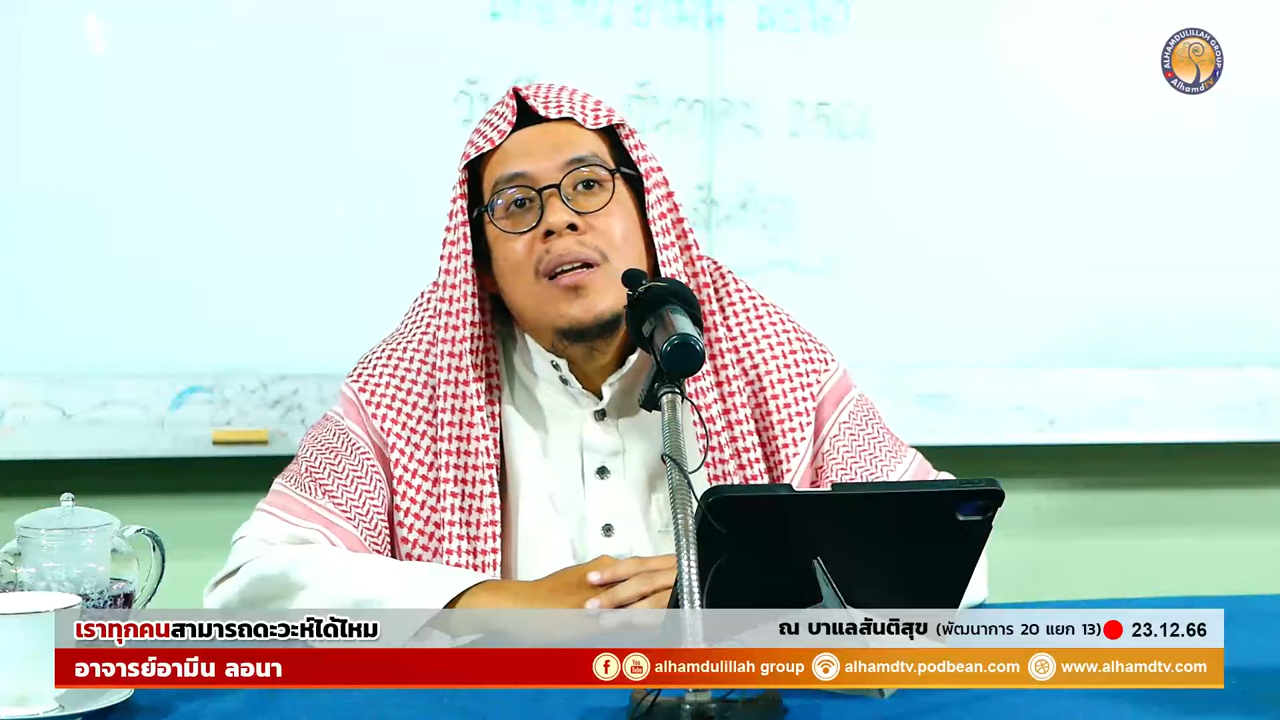 ALHAMDULILLAH GROUP
AlhamdTV
เราทุกคนสามารถดะวะห์ได้ไหม
ณ บาแลสันติสุข (พัฒนาการ 20 แยก 13) 23.12.66
อาจารย์อามีน ลอนา
alhamdulillah group alhamdtv.podbean.com www.alhamdtv.com